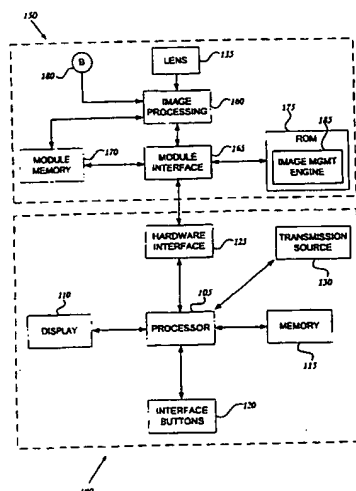 150
180
B
LENS
135
IMAGE
PROCESSING
160
175
185
ROM
IMAGE MGMT
ENGINE
MODULE
MEMORY
170
MODULE
INTERFACE
165
HARDWARE
INTERFACE
125
TRANSMISSION
SOURCE
130
110
DISPLAY
105
PROCESSOR
MEMORY
115
INTERFACE
BUTTONS
120